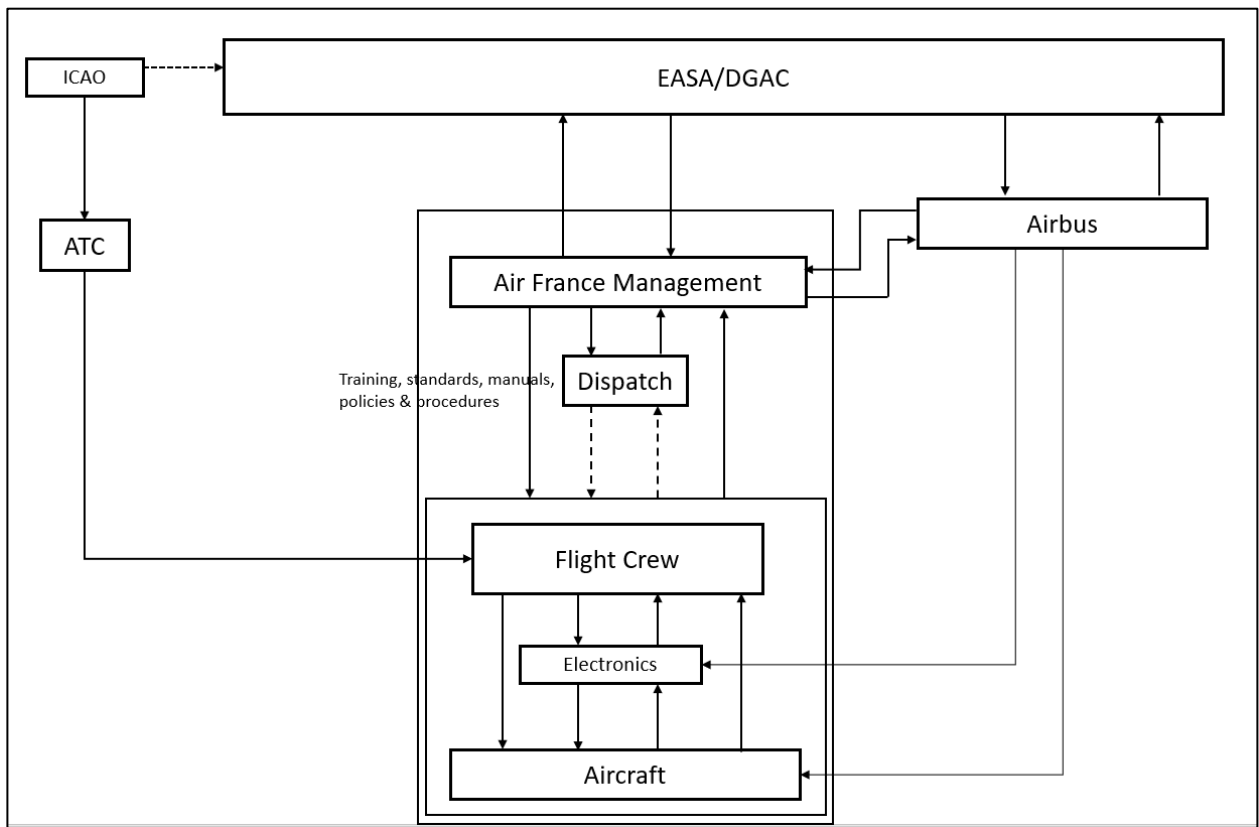 ICAO
EASA/DGAC
ATC
Airbus
Air France Management
Dispatch
Training, standards, manuals,
policies & procedures
Flight Crew
Electronics
Aircraft